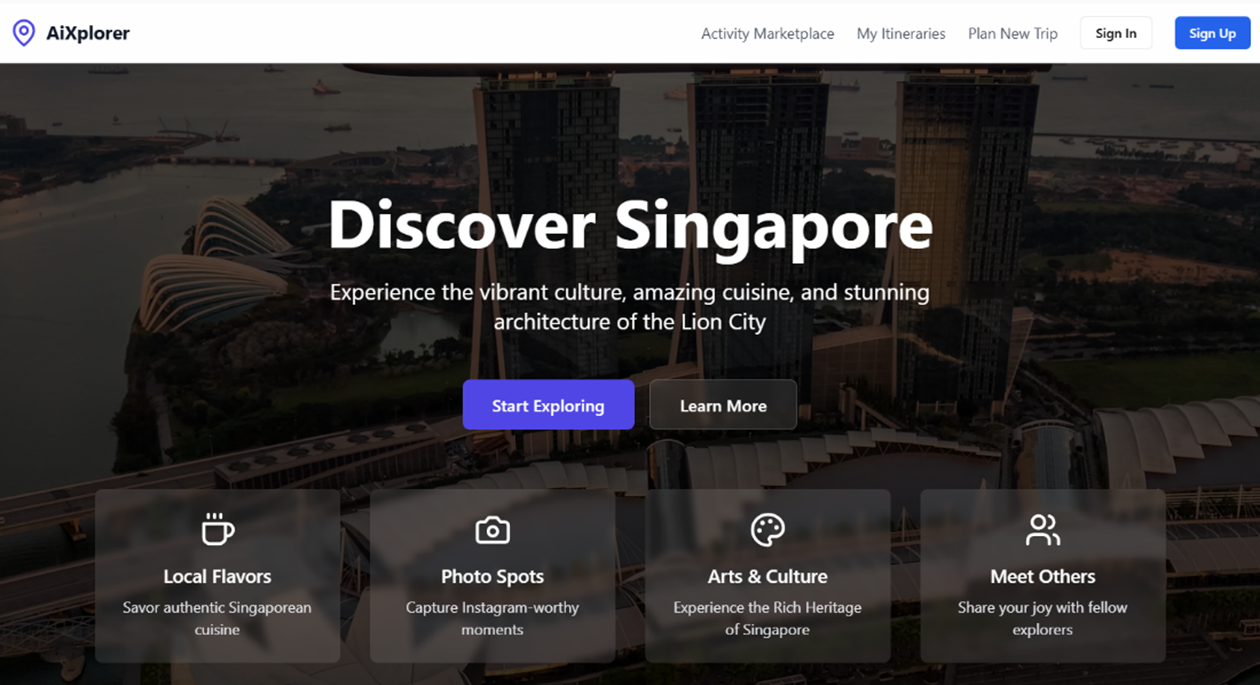 AiXplorer
Activity Marketplace
My Itineraries
Plan New Trip
Sign In
Sign Up
Discover Singapore
Experience the vibrant culture, amazing cuisine, and stunning
architecture of the Lion City
Start Exploring
Learn More
Local Flavors
Savor authentic Singaporean
cuisine
Photo Spots
Capture Instagram-worthy
moments
Arts & Culture
Experience the Rich Heritage
of Singapore
Meet Others
Share your joy with fellow
explorers